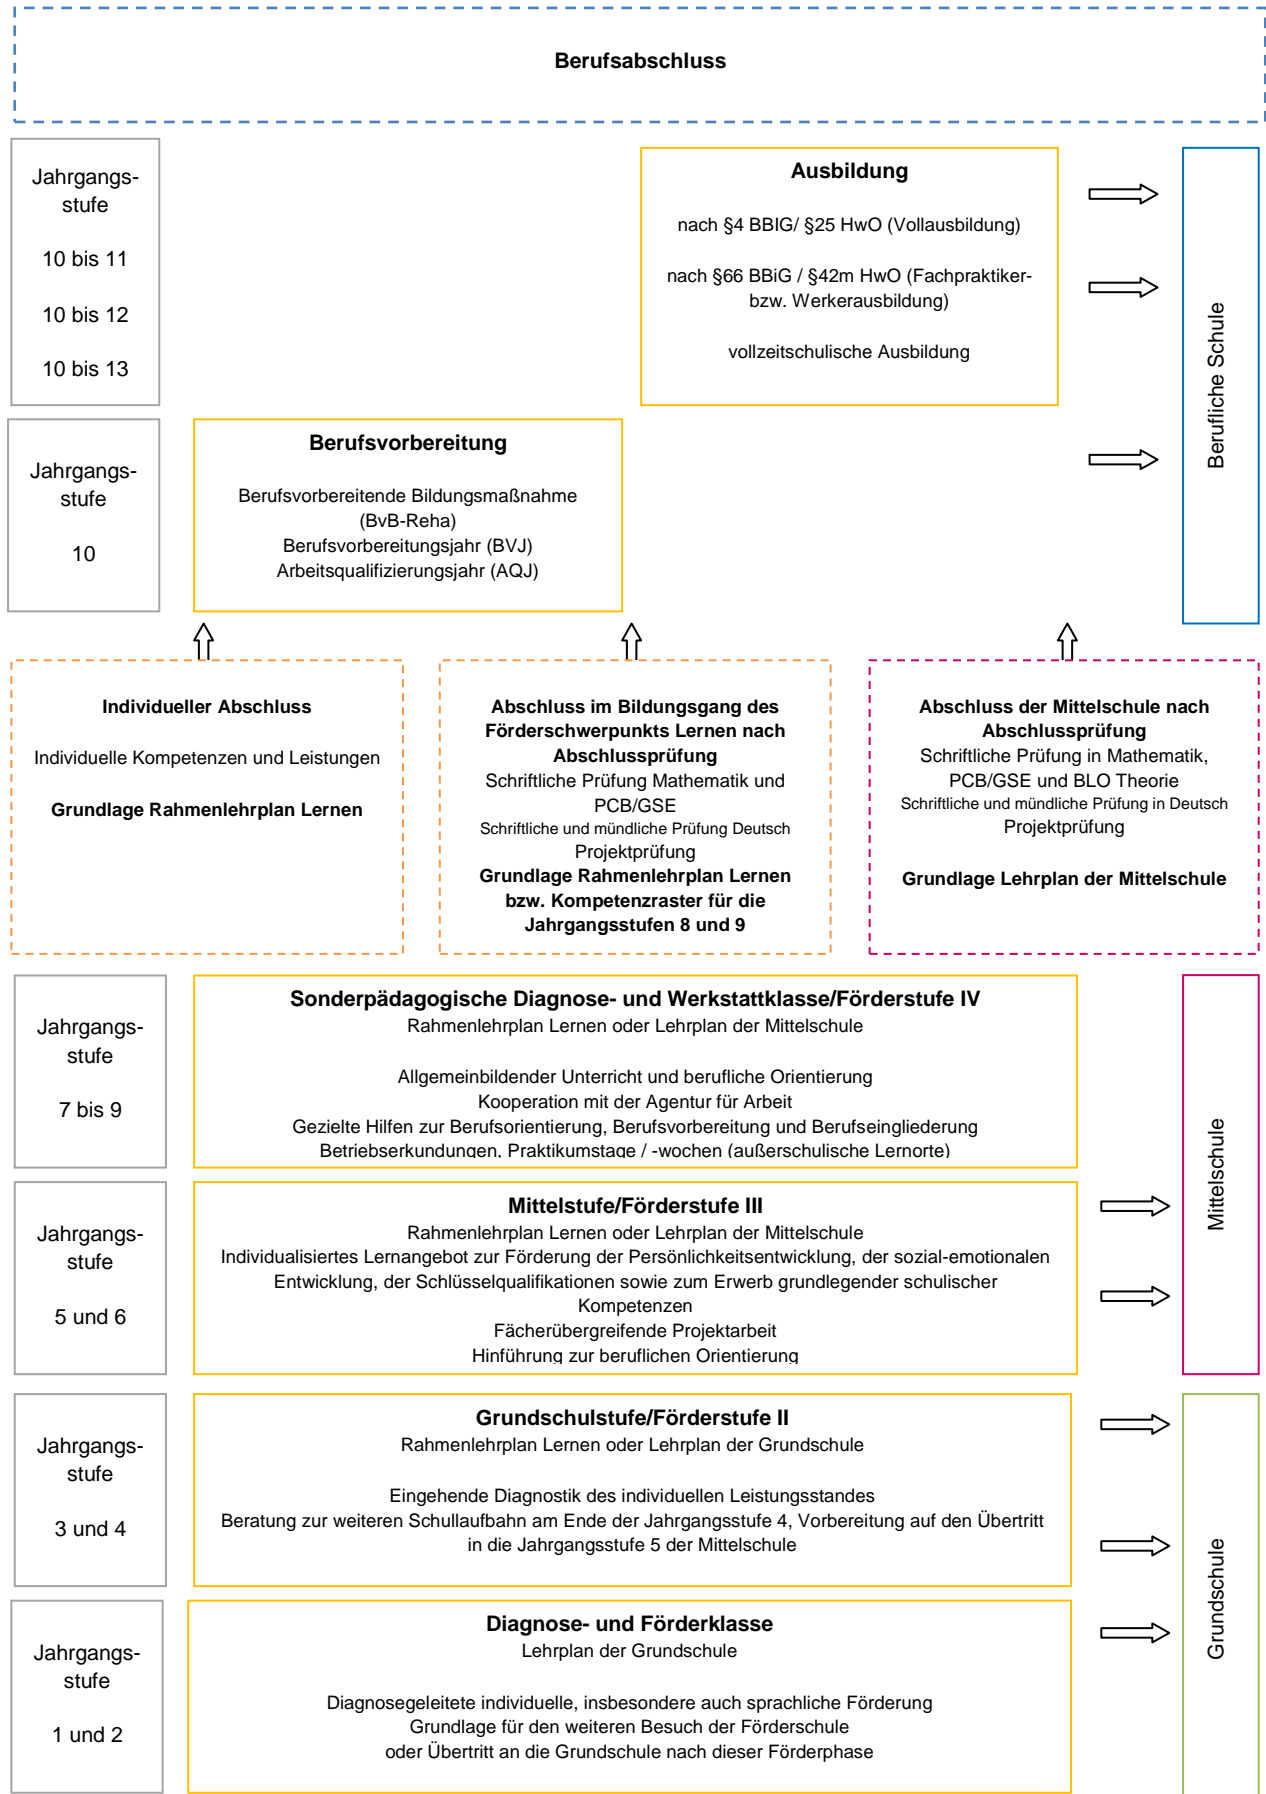 Berufsabschluss
Jahrgangs-
stufe
10 bis 11
10 bis 12
10 bis 13
Ausbildung
nach §4 BBIG/ §25 HwO (Vollausbildung)
nach §66 BBiG / §42m HwO (Fachpraktiker-
bzw. Werkerausbildung)
vollzeitschulische Ausbildung
Berufliche Schule
Jahrgangs-
stufe
10
Berufsvorbereitung
Berufsvorbereitende Bildungsmaßnahme
(BvB-Reha)
Berufsvorbereitungsjahr (BVJ)
Arbeitsqualifizierungsjahr (AQJ)
Individueller Abschluss
Individuelle Kompetenzen und Leistungen
Grundlage Rahmenlehrplan Lernen
Abschluss im Bildungsgang des
Förderschwerpunkts Lernen nach
Abschlussprüfung
Schriftliche Prüfung Mathematik und
PCB/GSE
Schriftliche und mündliche Prüfung Deutsch
Projektprüfung
Grundlage Rahmenlehrplan Lernen
bzw. Kompetenzraster für die
Jahrgangsstufen 8 und 9
Abschluss der Mittelschule nach
Abschlussprüfung
Schriftliche Prüfung in Mathematik,
PCB/GSE und BLO Theorie
Schriftliche und mündliche Prüfung in Deutsch
Projektprüfung
Grundlage Lehrplan der Mittelschule
Jahrgangs-
stufe
7 bis 9
Sonderpädagogische Diagnose- und Werkstattklasse/Förderstufe IV
Rahmenlehrplan Lernen oder Lehrplan der Mittelschule
Allgemeinbildender Unterricht und berufliche Orientierung
Kooperation mit der Agentur für Arbeit
Gezielte Hilfen zur Berufsorientierung, Berufsvorbereitung und Berufseingliederung
Betriebserkundungen, Praktikumstage / -wochen (außerschulische Lernorte)
Mittelschule
Jahrgangs-
stufe
5 und 6
Mittelstufe/Förderstufe III
Rahmenlehrplan Lernen oder Lehrplan der Mittelschule
Individualisiertes Lernangebot zur Förderung der Persönlichkeitsentwicklung, der sozial-emotionalen
Entwicklung, der Schlüsselqualifikationen sowie zum Erwerb grundlegender schulischer
Kompetenzen
Fächerübergreifende Projektarbeit
Hinführung zur beruflichen Orientierung
Jahrgangs-
stufe
3 und 4
Grundschulstufe/Förderstufe II
Rahmenlehrplan Lernen oder Lehrplan der Grundschule
Eingehende Diagnostik des individuellen Leistungsstandes
Beratung zur weiteren Schullaufbahn am Ende der Jahrgangsstufe 4, Vorbereitung auf den Übertritt
in die Jahrgangsstufe 5 der Mittelschule
Grundschule
Jahrgangs-
stufe
1 und 2
Diagnose- und Förderklasse
Lehrplan der Grundschule
Diagnosegeleitete individuelle, insbesondere auch sprachliche Förderung
Grundlage für den weiteren Besuch der Förderschule
oder Übertritt an die Grundschule nach dieser Förderphase